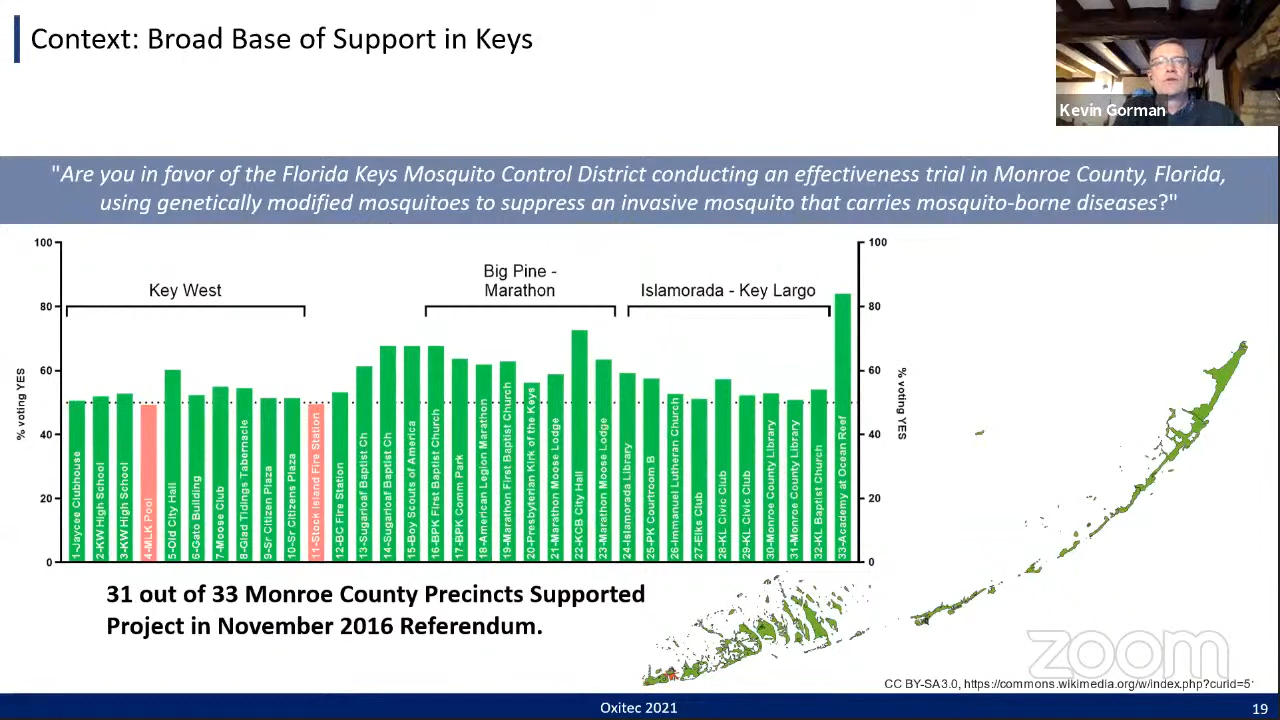 Context: Broad Base of Support in Keys
Kevin Gorman
"Are you in favor of the Florida Keys Mosquito Control District conducting an effectiveness trial in Monroe County, Florida,
using genetically modified mosquitoes to suppress an invasive mosquito that carries mosquito-borne diseases?"
100
80
60
40
20
0
% voting YES
Key West
Big Pine -
Marathon
Islamorada - Key Largo
1-Jaycee Clubhouse
2-KW High School
3-KW High School
4-MLK Pool
5-Old City Hall
6-Gato Building
7-Moose Club
8-Glad Tidings Tabernacle
9-Sr Citizen Plaza
10-Sr Citizens Plaza
11-Stock Island Fire Station
12-BC Fire Station
13-Sugarloaf Baptist Ch
14-Sugarloaf Baptist Ch
15-Boy Scouts of America
16-BPK First Baptist Church
17-BPK Comm Park
18-American Legion Marathon
19-Marathon First Baptist Church
20-Presbyterian Kirk of the Keys
21-Marathon Moose Lodge
22-KCB City Hall
23-Marathon Moose Lodge
24-Islamorada Library
25-PK Courtroom B
26-Immanuel Lutheran Church
27-Elks Club
28-KL Civic Club
29-KL Civic Club
30-Monroe County Library
31-Monroe County Library
32-KL Baptist Church
33-Academy at Ocean Reef
100
80
60
40
20
0
% voting YES
31 out of 33 Monroe County Precincts Supported
Project in November 2016 Referendum.
zoom
CC BY-SA3.0, https://commons.wikimedia.org/w/index.php?curid=5
Oxitec 2021
19